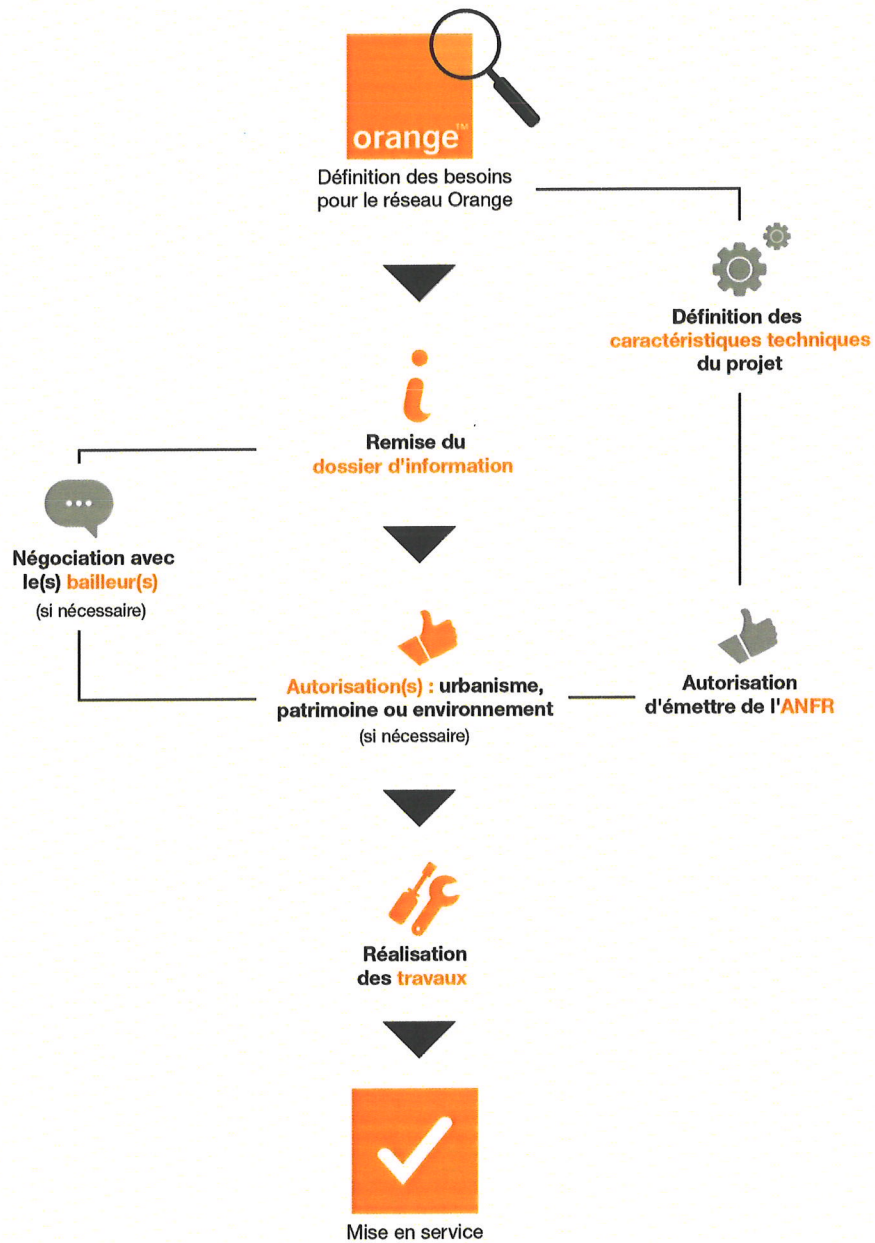 orange™
Définition des besoins
pour le réseau Orange
Définition des
caractéristiques techniques
du projet
Remise du
dossier d'information
Négociation avec
le(s) bailleur(s)
(si nécessaire)
Autorisation(s) : urbanisme,
patrimoine ou environnement
(si nécessaire)
Autorisation
d'émettre de l'ANFR
Réalisation
des travaux
Mise en service